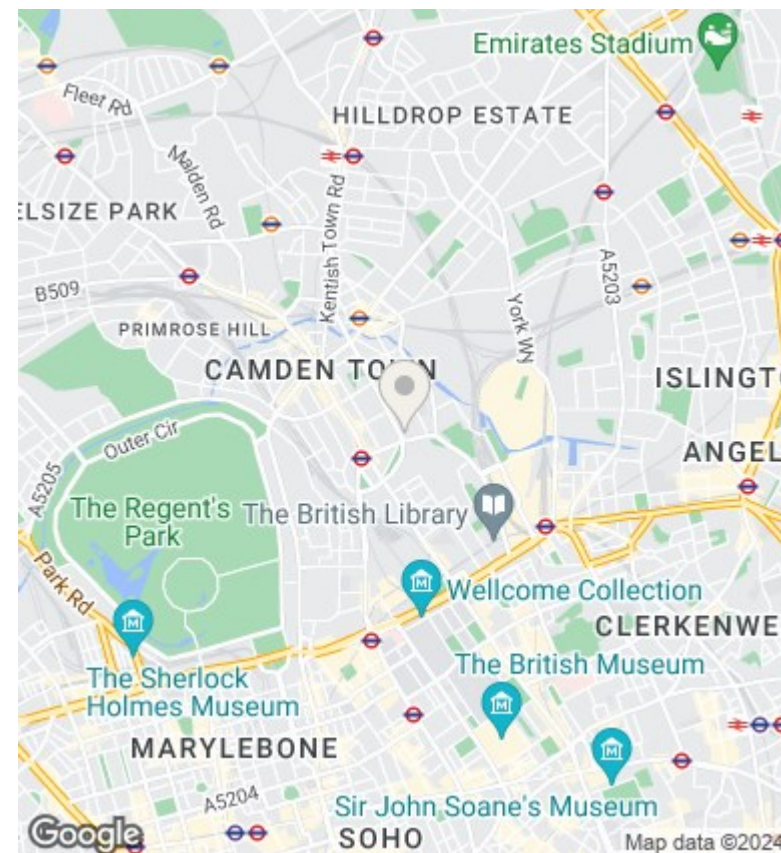 Emirates Stadium
Fleet Rd
HILLDROP ESTATE
Malden Rd
ELSIZE PARK
Kentish Town Rd
A5203
B509
York Wy
PRIMROSE HILL
CAMDEN TOWN
ISLINGTO
Outer Cir
ANGEL
A5205
The Regent's
Park
The British Library
Park Rd
Wellcome Collection
CLERKENWE
The Sherlock
Holmes Museum
The British Museum
MARYLEBONE
A5204
Sir John Soane's Museum
Google
SOHO
Map data ©2024